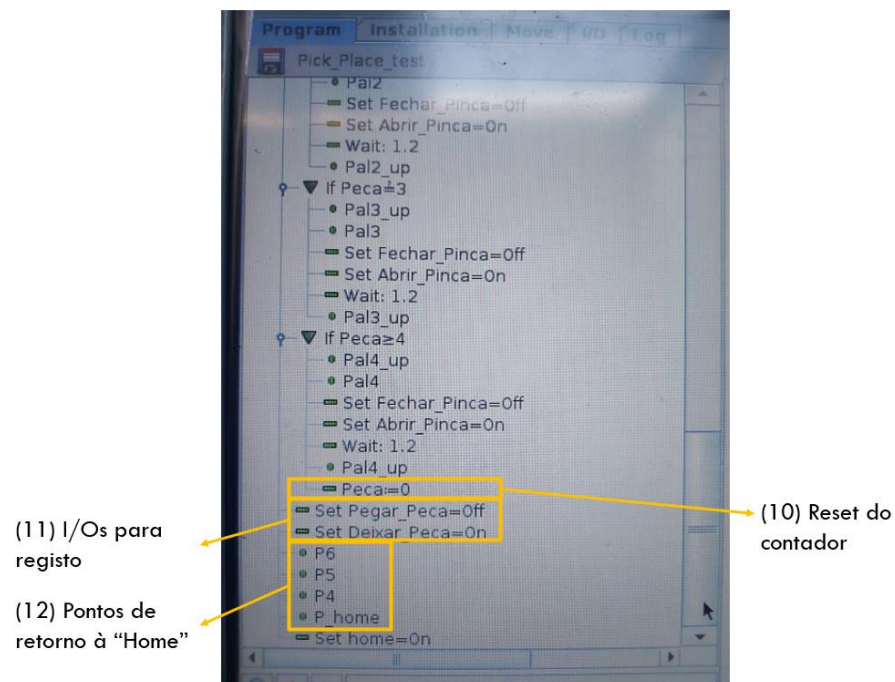 Program Installation Move I/O Log
Pick_Place_test
Pal2
Set Fechar_Pinca=Off
Set Abrir_Pinca=On
Wait: 1.2
Pal2_up
If Peca≟3
Pal3_up
Pal3
Set Fechar_Pinca=Off
Set Abrir_Pinca=On
Wait: 1.2
Pal3_up
If Peca≥4
Pal4_up
Pal4
Set Fechar_Pinca=Off
Set Abrir_Pinca=On
Wait: 1.2
Pal4_up
Peca:=0
Set Pegar_Peca=Off
Set Deixar_Peca=On
P6
P5
P4
P_home
Set home=On
(10) Reset do
contador
(11) I/Os para
registo
(12) Pontos de
retorno à “Home”